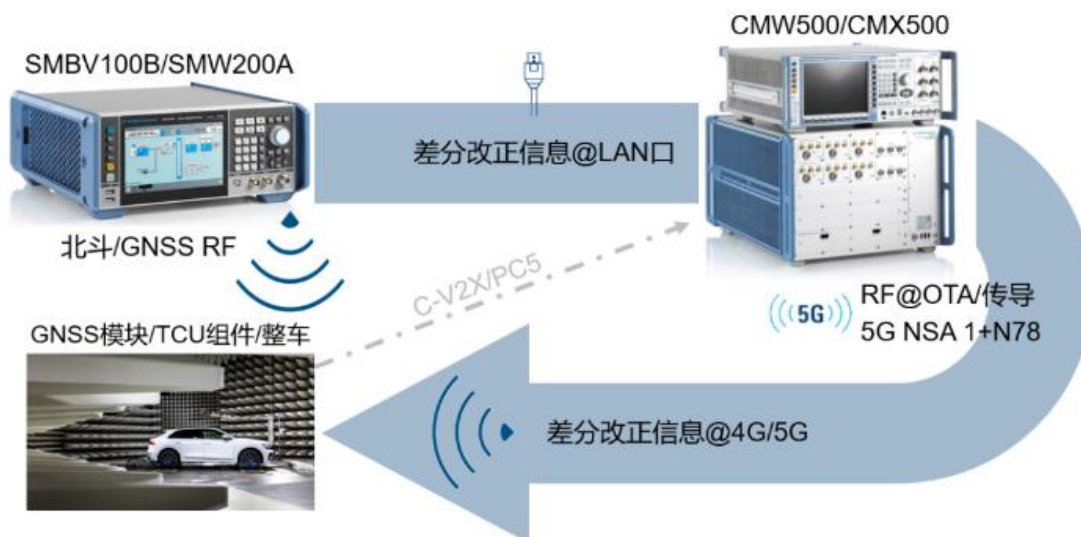 CMW500/CMX500
SMBV100B/SMW200A
差分改正信息@LAN口
北斗/GNSS RF
C-V2X/PC5
5G
RF@OTA/传导
5G NSA 1+N78
GNSS模块/TCU组件/整车
差分改正信息@4G/5G